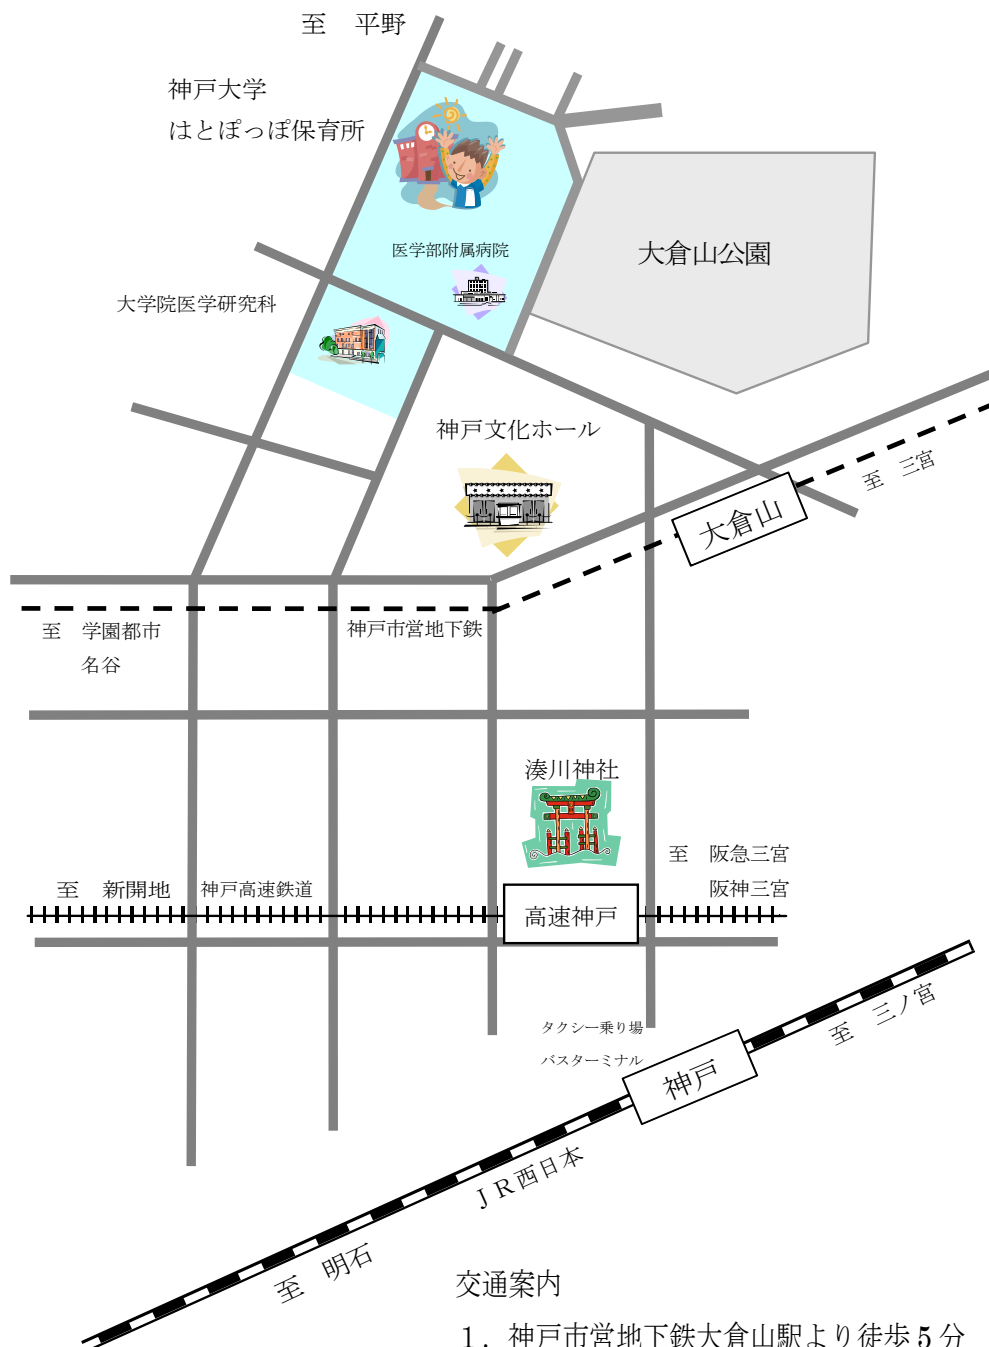 至　平野
神戸大学
はとぽっぽ保育所
医学部附属病院
大倉山公園
大学院医学研究科
神戸文化ホール
至　三宮
大倉山
至　学園都市
名谷
神戸市営地下鉄
湊川神社
至　阪急三宮
阪神三宮
至　新開地
神戸高速鉄道
高速神戸
至　三ノ宮
タクシー乗り場
バスターミナル
神戸
ＪＲ西日本
至　明石
交通案内
１．神戸市営地下鉄大倉山駅より徒歩５分